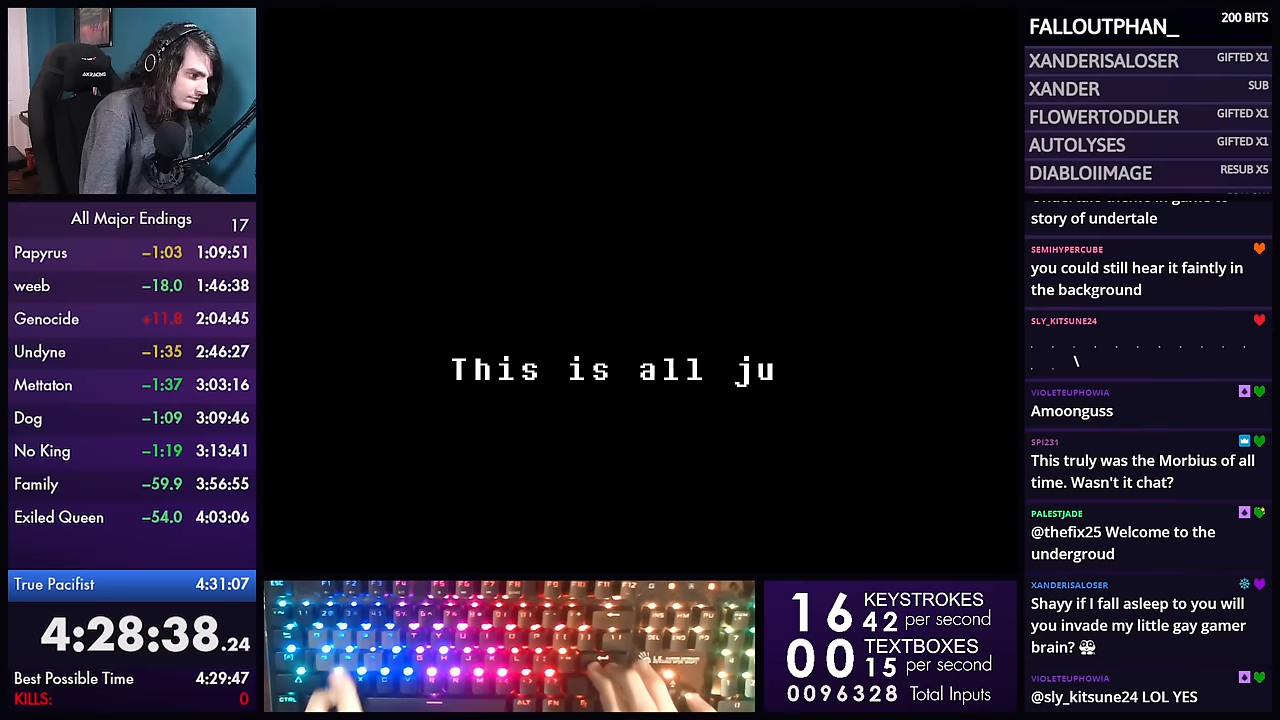 All Major Endings
17
Papyrus −1:03 1:09:51
weeb −18.0 1:46:38
Genocide +11.8 2:04:45
Undyne −1:35 2:46:27
Mettaton −1:37 3:03:16
Dog −1:09 3:09:46
No King −1:19 3:13:41
Family −59.9 3:56:55
Exiled Queen −54.0 4:03:06
True Pacifist 4:31:07
4:28:38.24
Best Possible Time 4:29:47
KILLS: 0
This is all ju
16 42 KEYSTROKES per second
00 15 TEXTBOXES per second
0096328 Total Inputs
FALLOUTPHAN_ 200 BITS
XANDERISALOSER GIFTED X1
XANDER SUB
FLOWERTODDLER GIFTED X1
AUTOLYSES GIFTED X1
DIABLOIIMAGE RESUB X5
story of undertale
SEMIHYPERCUBE
you could still hear it faintly in
the background
SLY_KITSUNE24
. . . . . . . . . . .
. . \
VIOLETEUPHOWIA
Amoonguss
SPI231
This truly was the Morbius of all
time. Wasn't it chat?
PALESTJADE
@thefix25 Welcome to the
undergroud
XANDERISALOSER
Shayy if I fall asleep to you will
you invade my little gay gamer
brain?
VIOLETEUPHOWIA
@sly_kitsune24 LOL YES